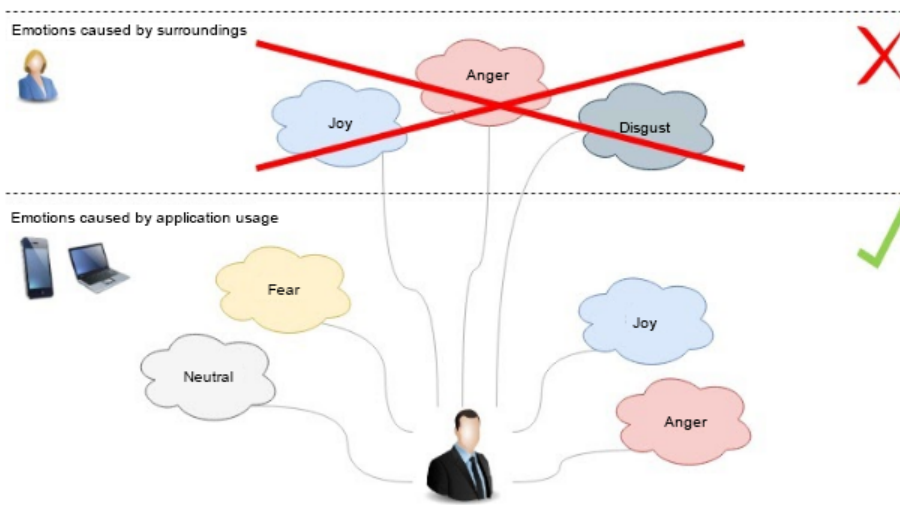 Emotions caused by surroundings
Anger
Joy
Disgust
Emotions caused by application usage
Fear
Joy
Neutral
Anger